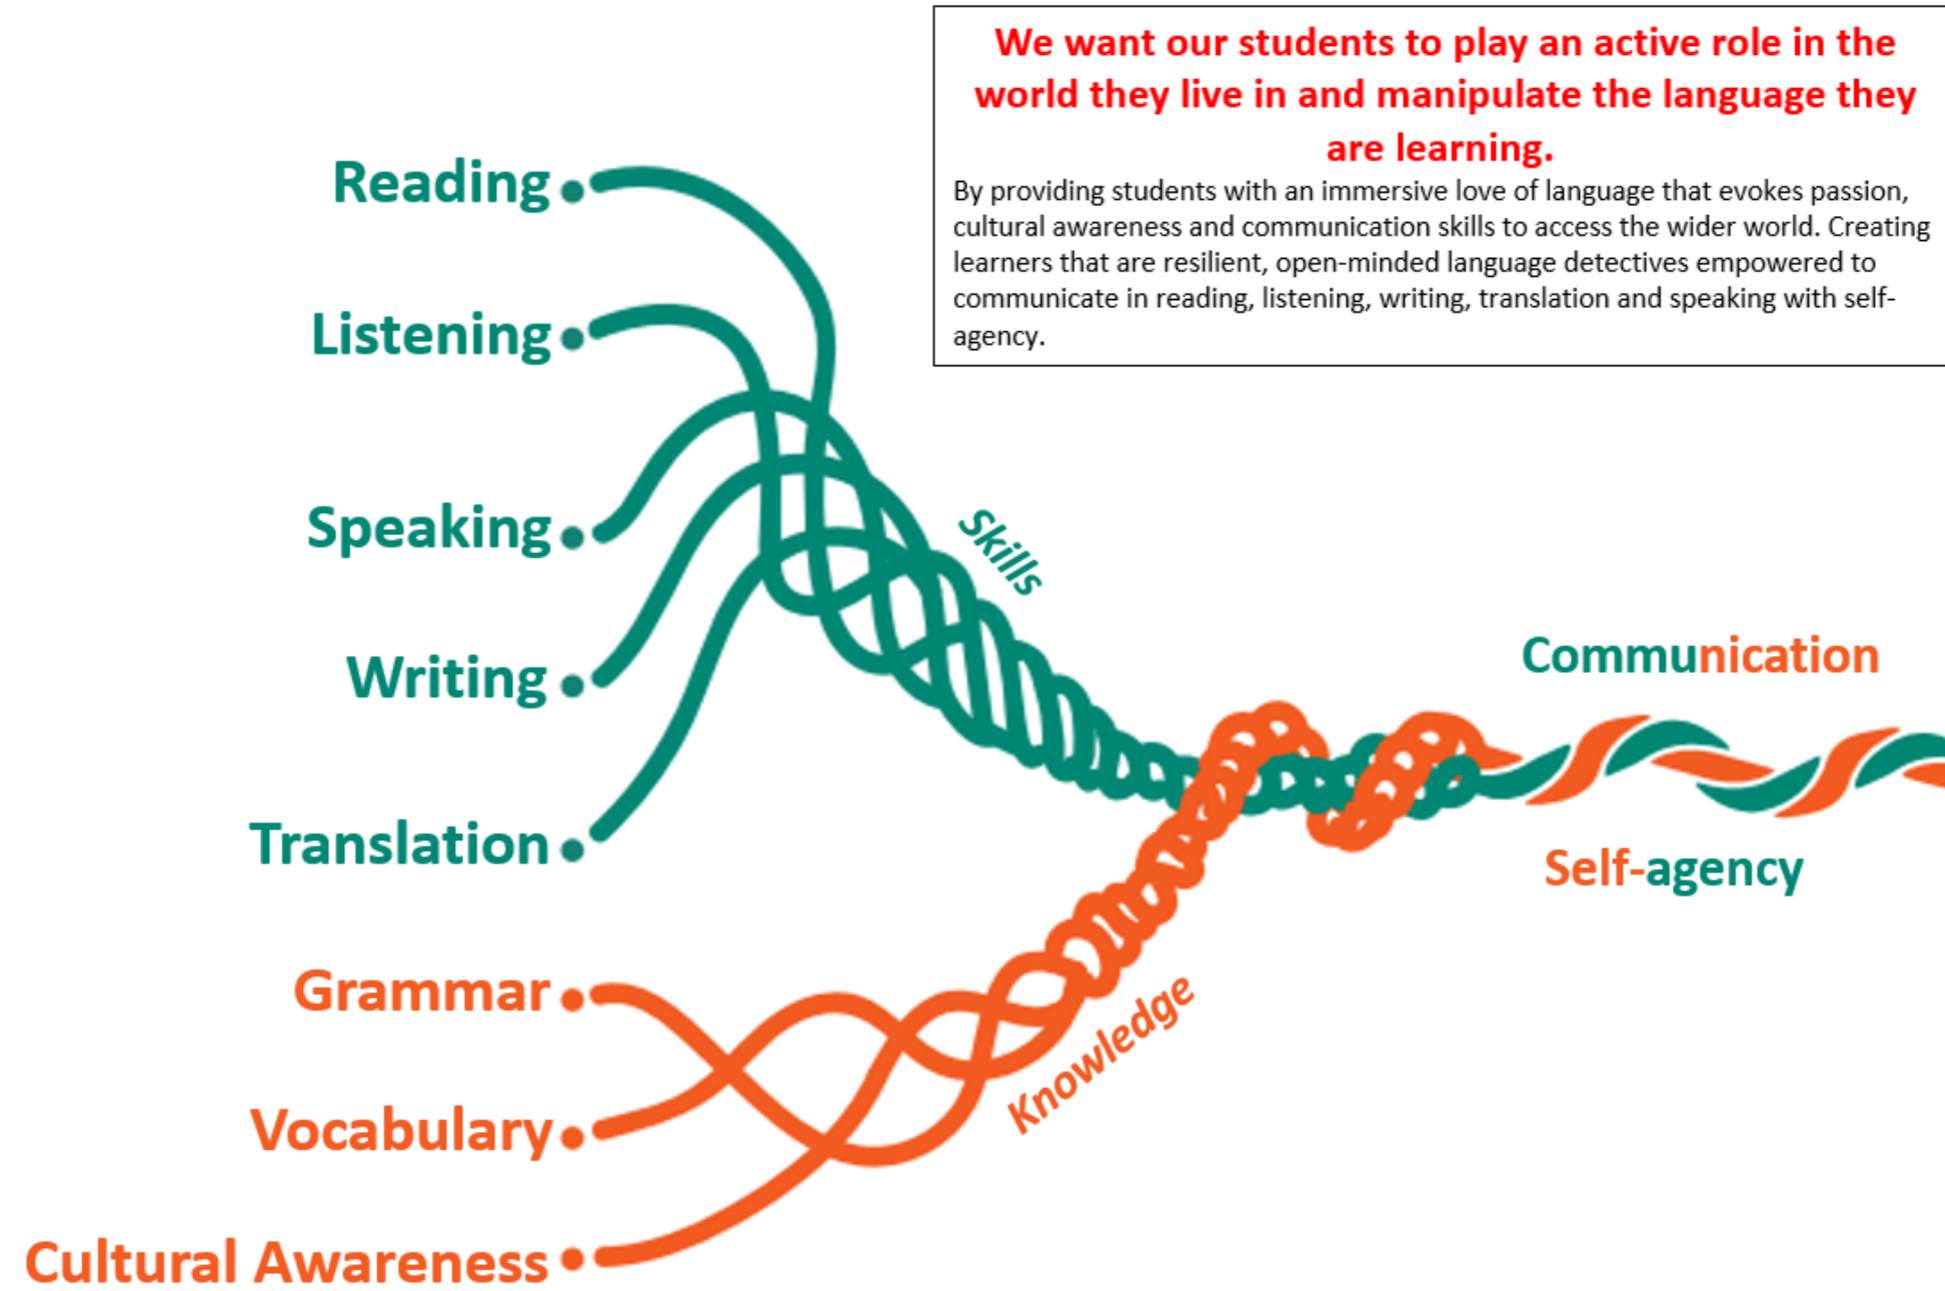 We want our students to play an active role in the
world they live in and manipulate the language they
are learning.
By providing students with an immersive love of language that evokes passion,
cultural awareness and communication skills to access the wider world. Creating
learners that are resilient, open-minded language detectives empowered to
communicate in reading, listening, writing, translation and speaking with self-
agency.
Reading
Listening
Speaking
Writing
Translation
Skills
Communication
Self-agency
Grammar
Vocabulary
Cultural Awareness
Knowledge